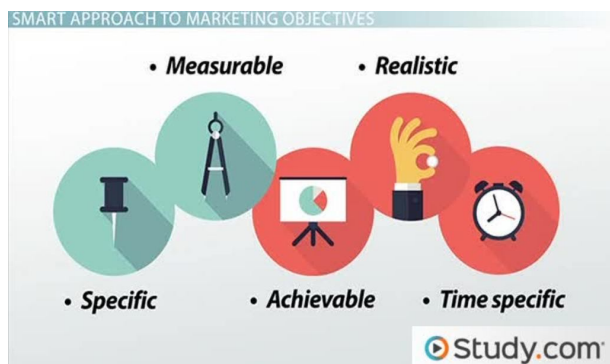 SMART APPROACH TO MARKETING OBJECTIVES
• Measurable
• Realistic
• Specific
• Achievable
• Time specific
Study.com